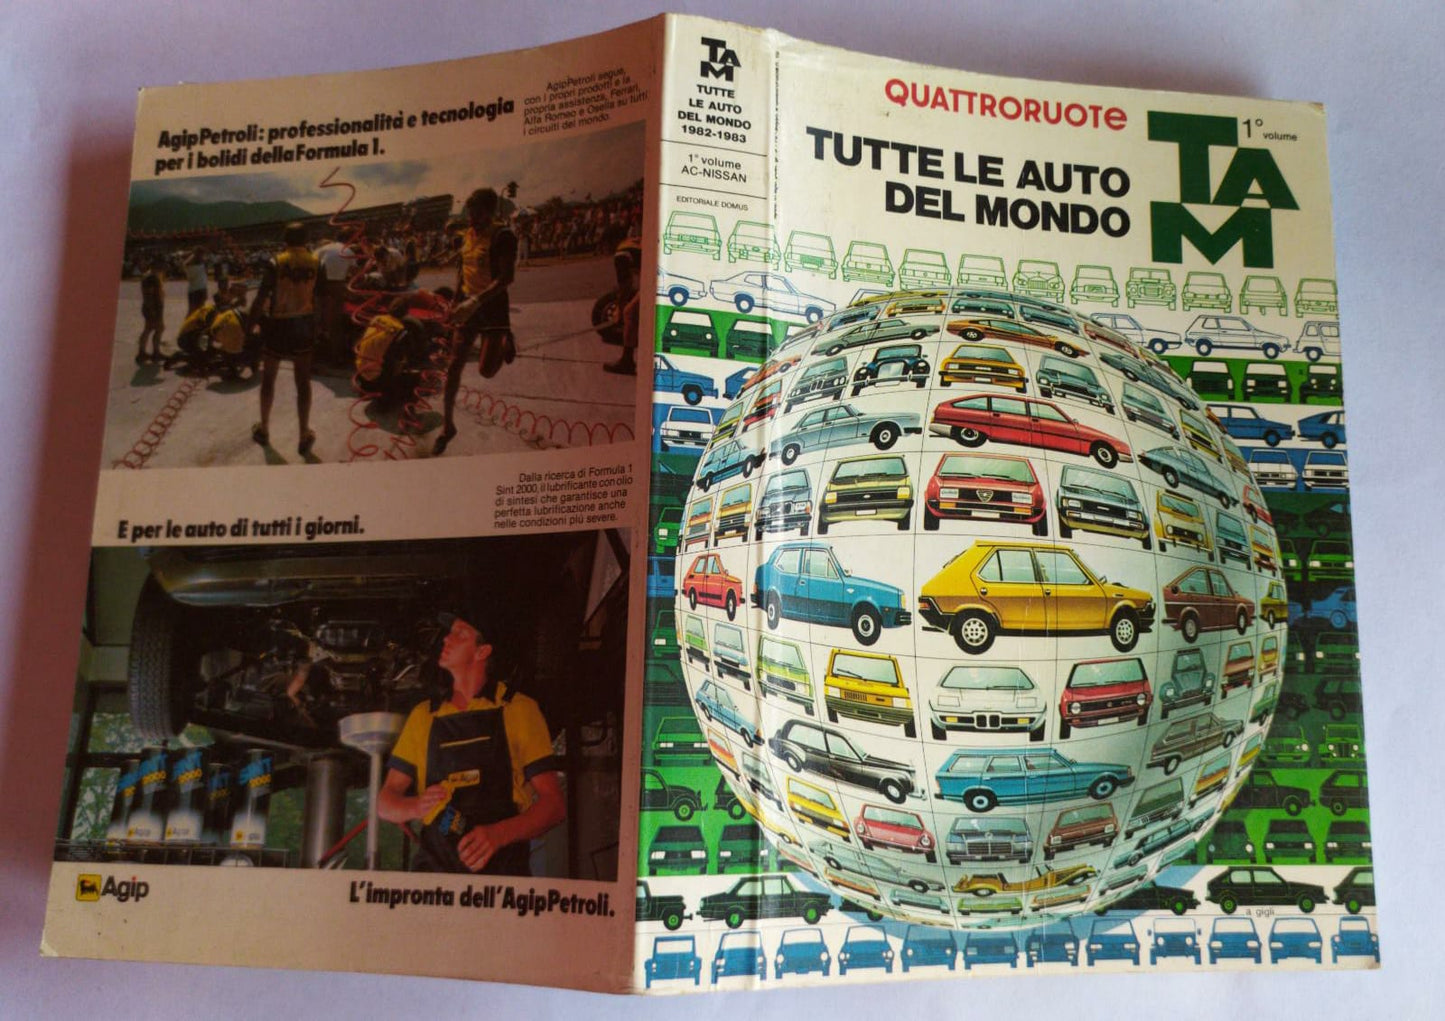 AgipPetroli: professionalità e tecnologia
per i bolidi della Formula 1.
AgipPetroli segue,
con i propri prodotti e la
propria assistenza, Ferrari,
Alfa Romeo e Osella su tutti
i circuiti del mondo.
Dalla ricerca di Formula 1
Sint 2000, il lubrificante con olio
di sintesi che garantisce una
perfetta lubrificazione anche
nelle condizioni più severe.
E per le auto di tutti i giorni.
2000
2000
2000
Agip
L'impronta dell'AgipPetroli.
TAM
TUTTE
LE AUTO
DEL MONDO
1982-1983
1° volume
AC-NISSAN
EDITORIALE DOMUS
QUATTRORUOTE
TUTTE LE AUTO
DEL MONDO
TAM
1° volume
a gigli